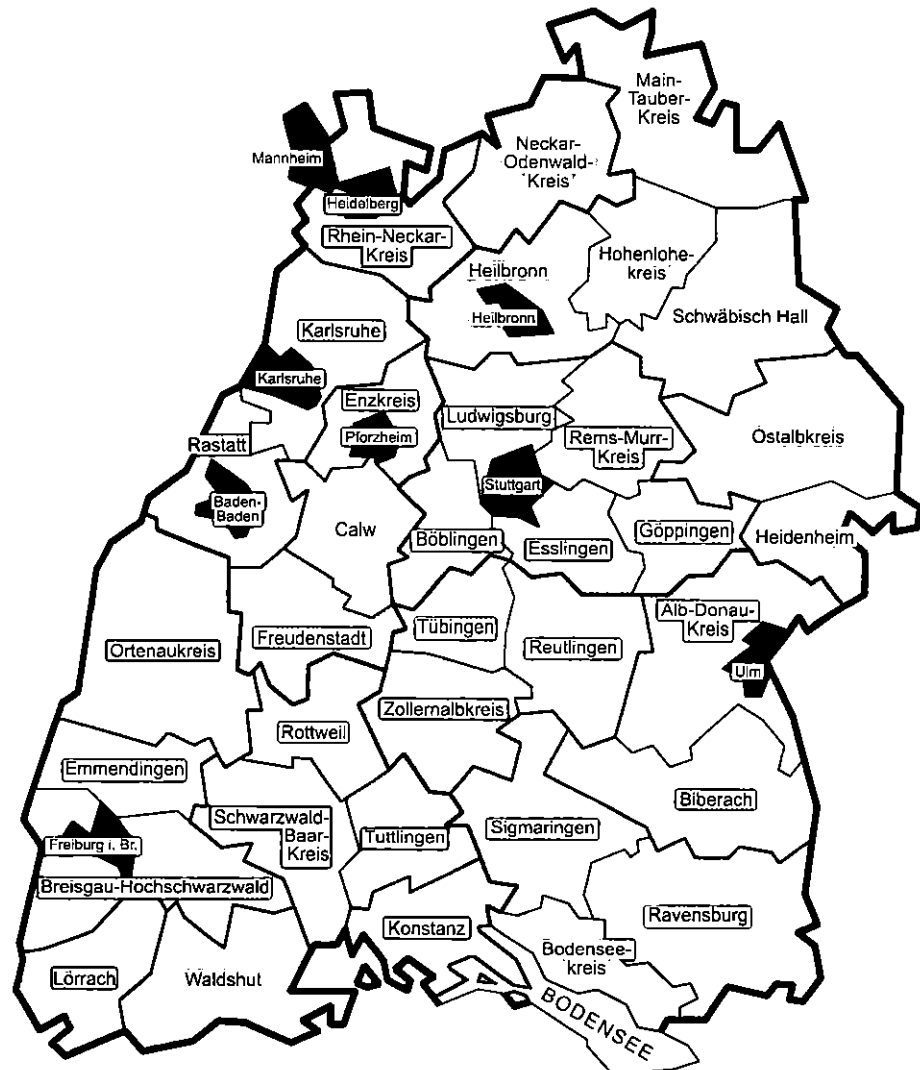 Main-
Tauber-
Kreis
Neckar-
Odenwald-
Kreis
Mannheim
Heidelberg
Rhein-Neckar-
Kreis
Hohenlohe-
kreis
Heilbronn
Heilbronn
Schwäbisch Hall
Karlsruhe
Karlsruhe
Enzkreis
Pforzheim
Ludwigsburg
Rems-Murr-
Kreis
Ostalbkreis
Rastatt
Baden-
Baden
Stuttgart
Calw
Böblingen
Esslingen
Göppingen
Heidenheim
Alb-Donau-
Kreis
Ulm
Ortenaukreis
Freudenstadt
Tübingen
Reutlingen
Zollernalbkreis
Rottweil
Emmendingen
Schwarzwald-
Baar-
Kreis
Tuttlingen
Sigmaringen
Biberach
Freiburg i. Br.
Breisgau-Hochschwarzwald
Konstanz
Ravensburg
Bodensee-
kreis
Lörrach
Waldshut
BODENSEE